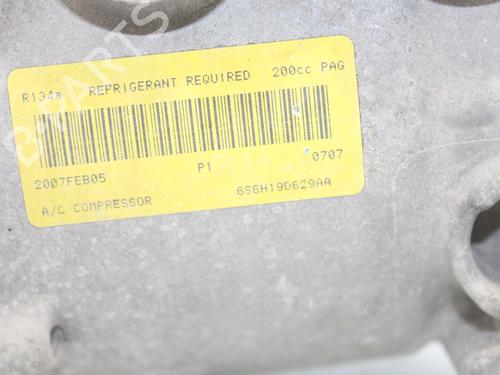 R134a REFRIGERANT REQUIRED 200cc PAG
2007FEB05 P1 0707
A/C COMPRESSOR 6S6H19D629AA